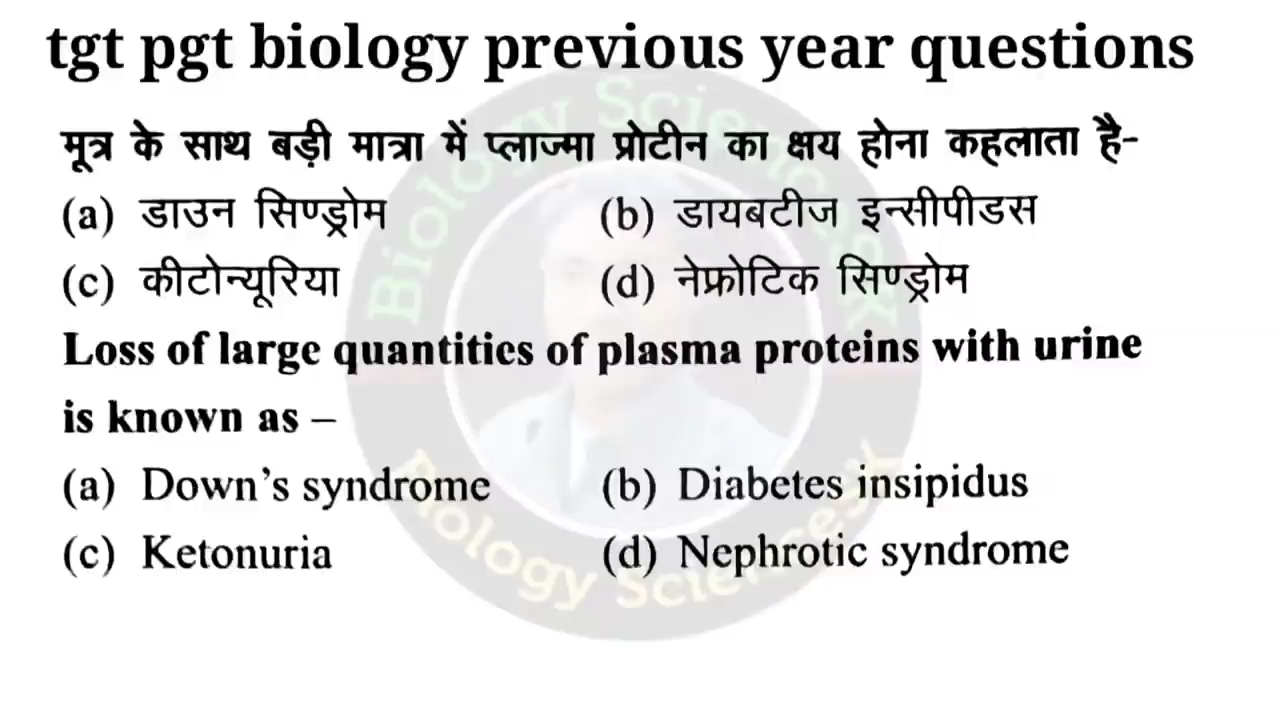 tgt pgt biology previous year questions
मूत्र के साथ बड़ी मात्रा में प्लाज्मा प्रोटीन का क्षय होना कहलाता है-
(a) डाउन सिण्ड्रोम (b) डायबटीज इन्सीपीडस
(c) कीटोन्यूरिया (d) नेफ्रोटिक सिण्ड्रोम
Loss of large quantities of plasma proteins with urine
is known as –
(a) Down's syndrome (b) Diabetes insipidus
(c) Ketonuria (d) Nephrotic syndrome